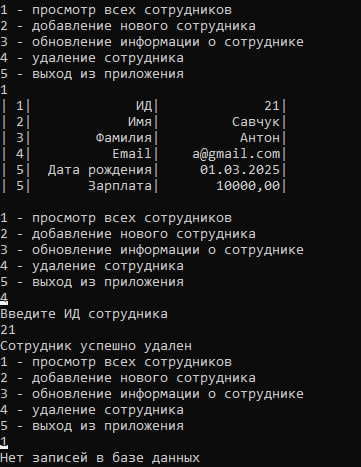 1 - просмотр всех сотрудников
2 - добавление нового сотрудника
3 - обновление информации о сотруднике
4 - удаление сотрудника
5 - выход из приложения
1
| 1| ИД| 21|
| 2| Имя| Савчук|
| 3| Фамилия| Антон|
| 4| Email| a@gmail.com|
| 5| Дата рождения| 01.03.2025|
| 5| Зарплата| 10000,00|
1 - просмотр всех сотрудников
2 - добавление нового сотрудника
3 - обновление информации о сотруднике
4 - удаление сотрудника
5 - выход из приложения
4
Введите ИД сотрудника
21
Сотрудник успешно удален
1 - просмотр всех сотрудников
2 - добавление нового сотрудника
3 - обновление информации о сотруднике
4 - удаление сотрудника
5 - выход из приложения
1
Нет записей в базе данных